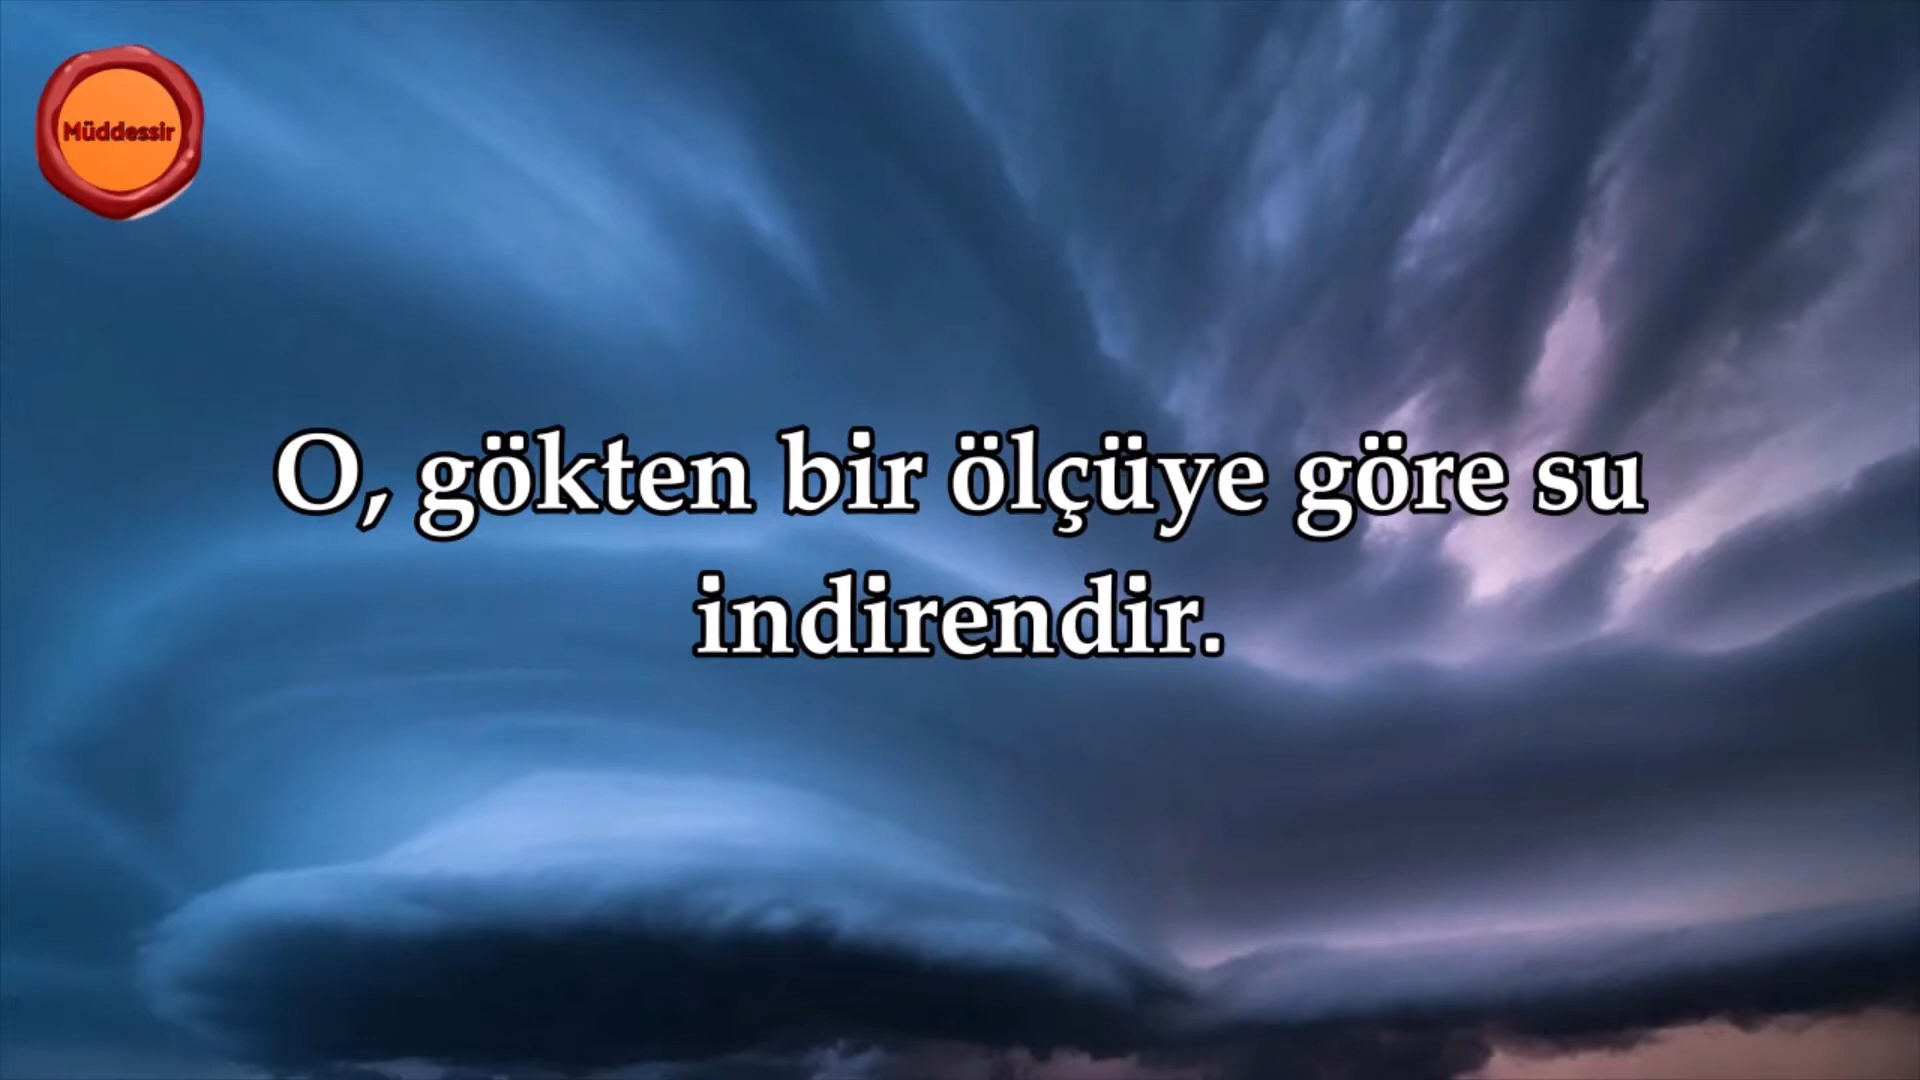 Müddessir
O, gökten bir ölçüye göre su
indirendir.